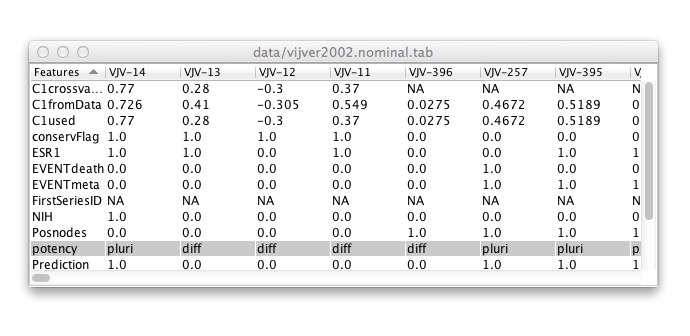 data/vijver2002.nominal.tab
Features VJV-14 VJV-13 VJV-12 VJV-11 VJV-396 VJV-257 VJV-395 V
C1crossva... 0.77 0.28 -0.3 0.37 NA NA NA N
C1fromData 0.726 0.41 -0.305 0.549 0.0275 0.4672 0.5189 0
C1used 0.77 0.28 -0.3 0.37 0.0275 0.4672 0.5189 0
conservFlag 1.0 1.0 1.0 1.0 0.0 0.0 0.0 0
ESR1 1.0 1.0 0.0 1.0 0.0 0.0 1.0 1
EVENTdeath 0.0 0.0 0.0 0.0 0.0 1.0 0.0 0
EVENTmeta 0.0 0.0 0.0 0.0 0.0 1.0 1.0 1
FirstSeriesID NA NA NA NA NA NA NA N
NIH 1.0 0.0 0.0 0.0 0.0 0.0 0.0 0
Posnodes 0.0 0.0 0.0 0.0 1.0 1.0 1.0 1
potency pluri diff diff diff diff pluri pluri p
Prediction 1.0 0.0 0.0 0.0 0.0 1.0 1.0 1